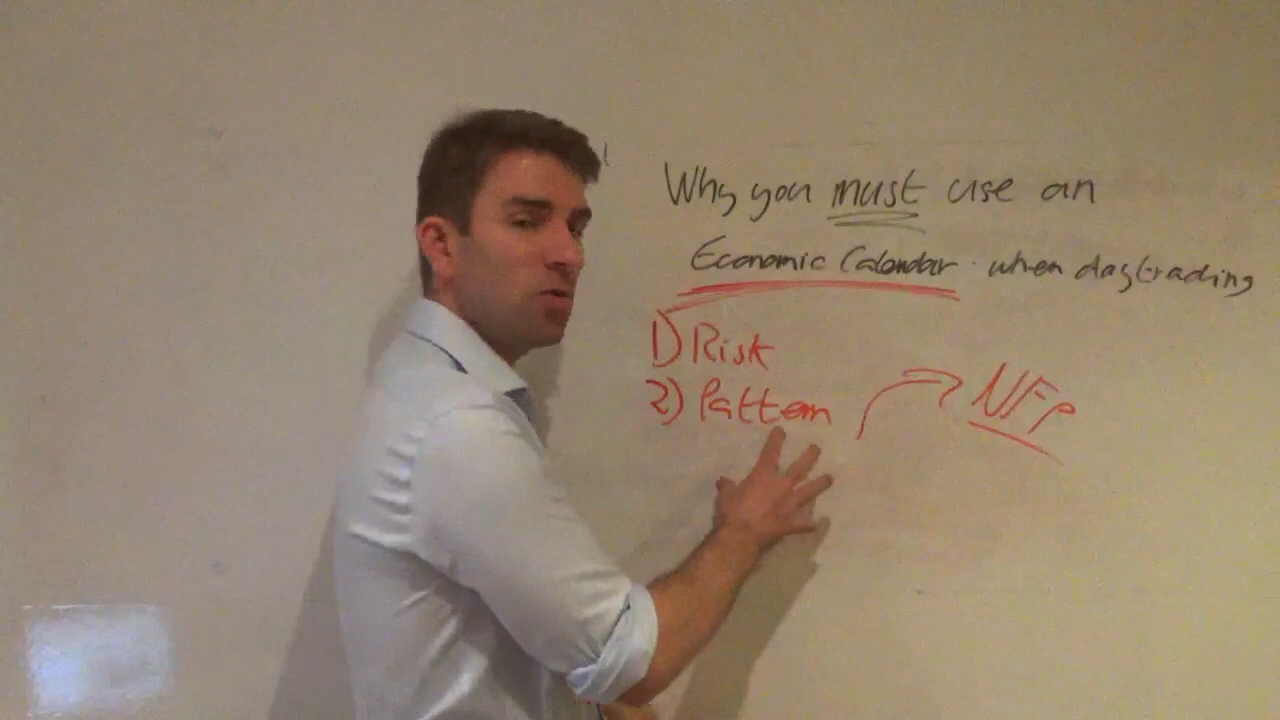 Why you must use an
Economic Calendar · when daytrading
1) Risk
2) Pattern
NFP